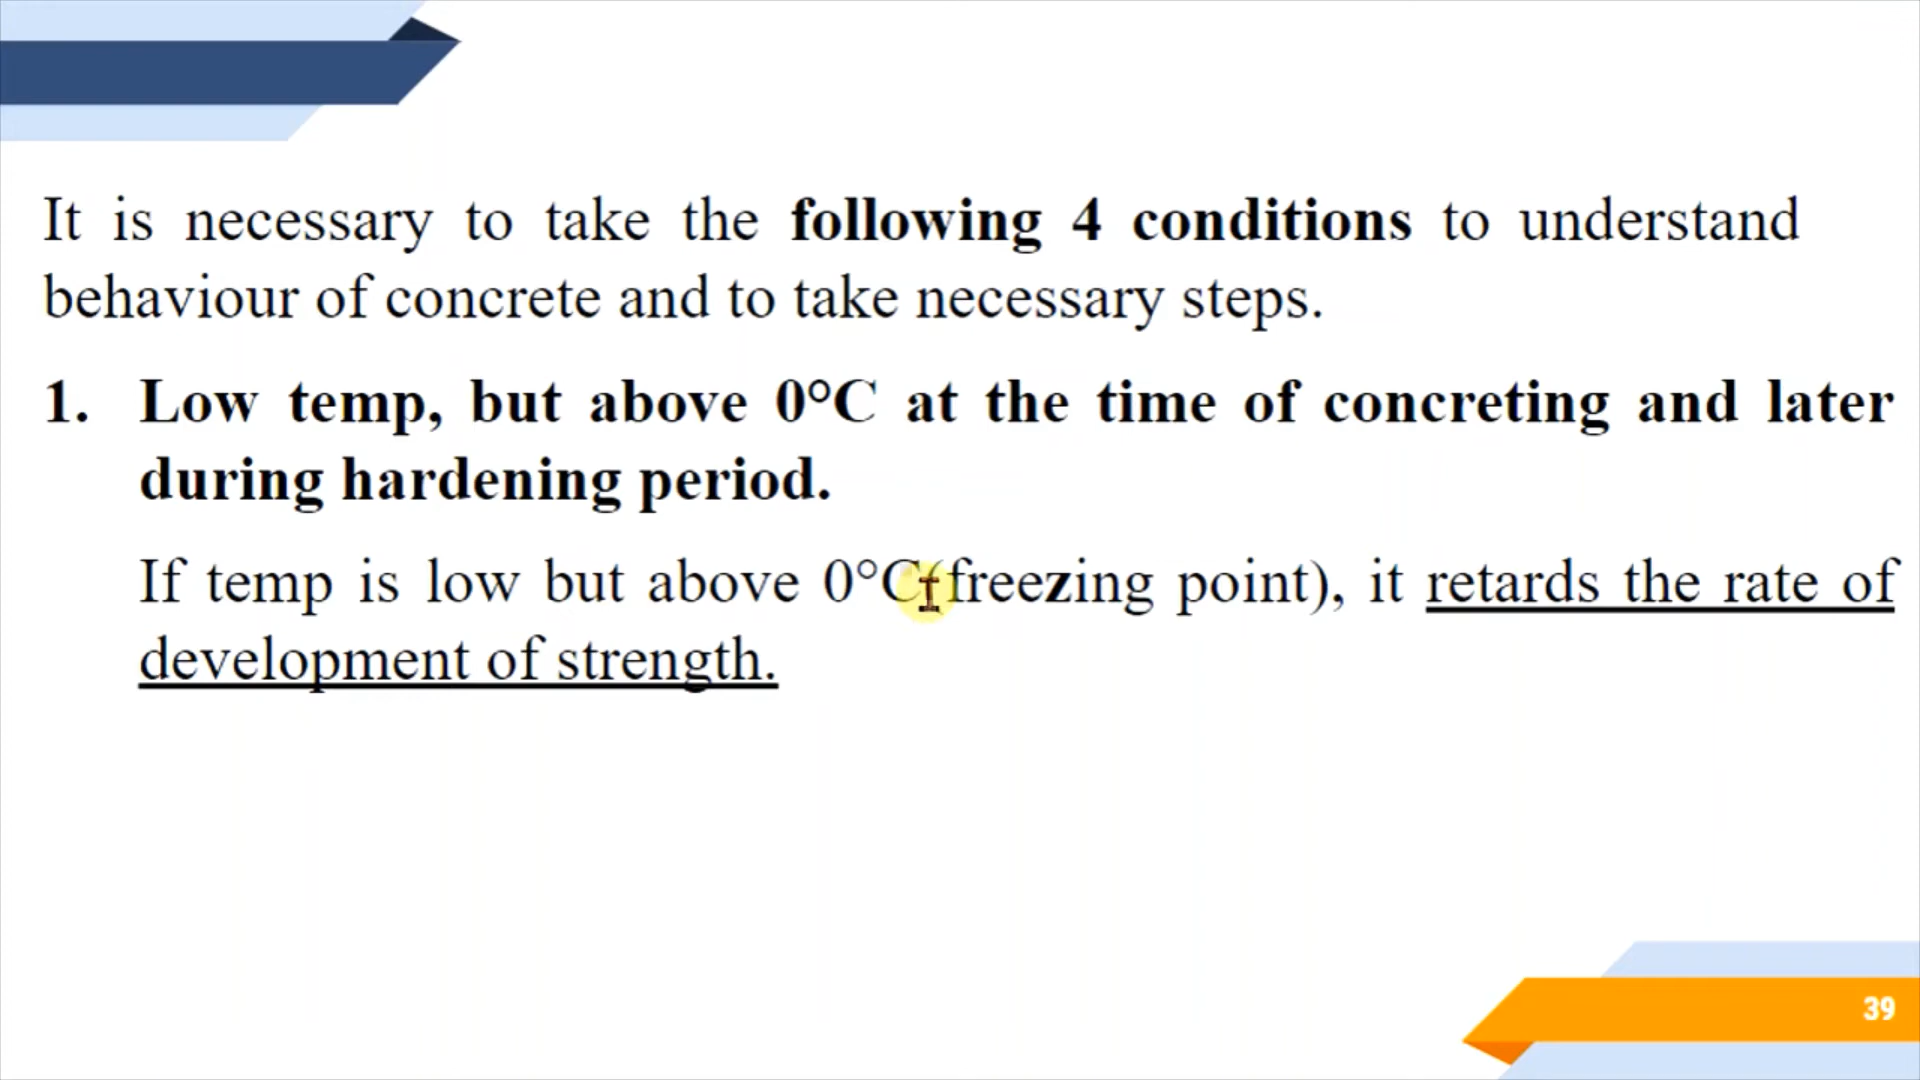 It is necessary to take the following 4 conditions to understand
behaviour of concrete and to take necessary steps.
1. Low temp, but above 0°C at the time of concreting and later
during hardening period.
If temp is low but above 0°C(freezing point), it retards the rate of
development of strength.
39